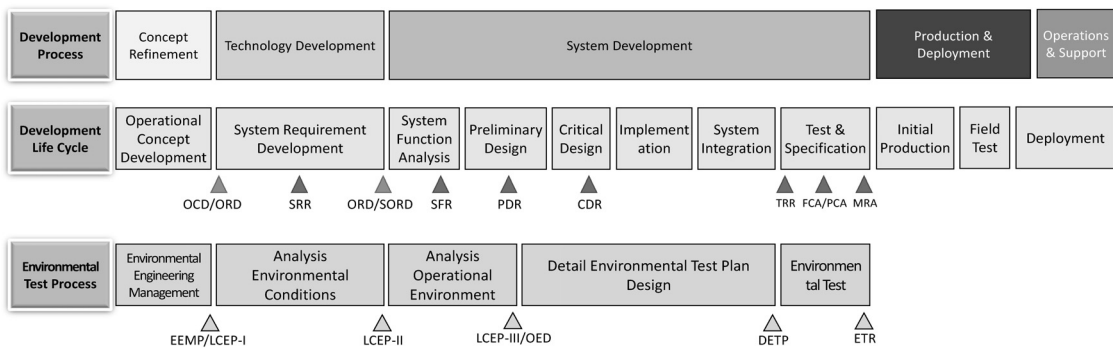 Development
Process
Concept
Refinement
Technology Development
System Development
Production &
Deployment
Operations
& Support
Development
Life Cycle
Operational
Concept
Development
System Requirement
Development
System
Function
Analysis
Preliminary
Design
Critical
Design
Implement
ation
System
Integration
Test &
Specification
Initial
Production
Field
Test
Deployment
OCD/ORD
SRR
ORD/SORD
SFR
PDR
CDR
TRR
FCA/PCA
MRA
Environmental
Test Process
Environmental
Engineering
Management
Analysis
Environmental
Conditions
Analysis
Operational
Environment
Detail Environmental Test Plan
Design
Environmen
tal Test
EEMP/LCEP-I
LCEP-II
LCEP-III/OED
DETP
ETR